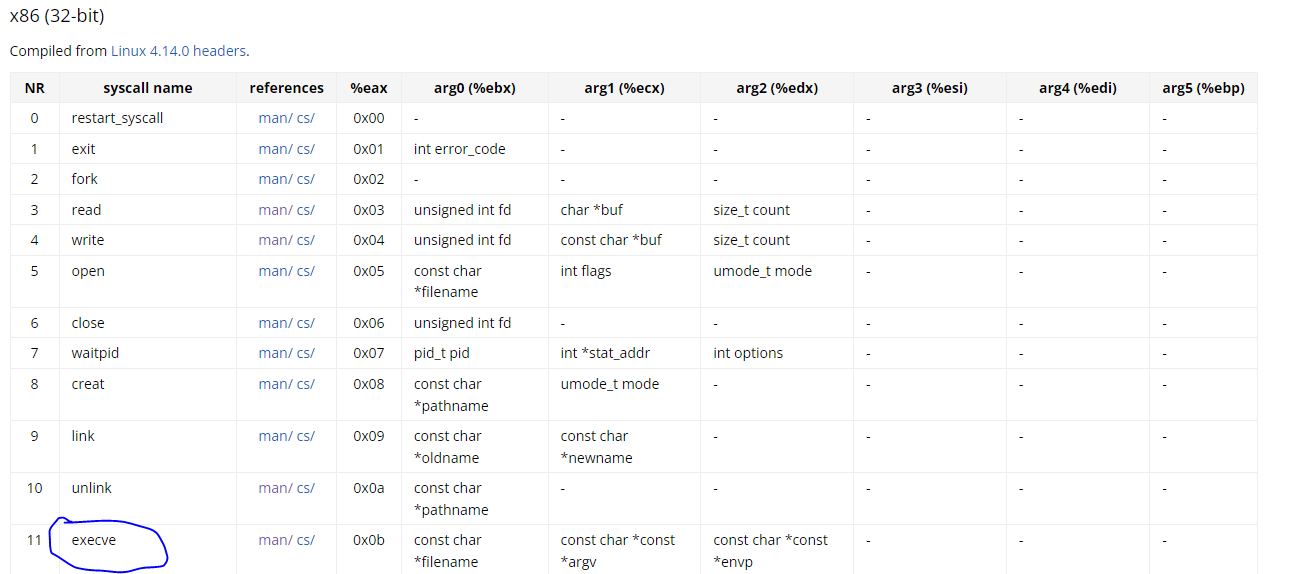 x86 (32-bit)
Compiled from Linux 4.14.0 headers.
NR syscall name references %eax arg0 (%ebx) arg1 (%ecx) arg2 (%edx) arg3 (%esi) arg4 (%edi) arg5 (%ebp)
0 restart_syscall man/ cs/ 0x00 - - - - - -
1 exit man/ cs/ 0x01 int error_code - - - - -
2 fork man/ cs/ 0x02 - - - - - -
3 read man/ cs/ 0x03 unsigned int fd char *buf size_t count - - -
4 write man/ cs/ 0x04 unsigned int fd const char *buf size_t count - - -
5 open man/ cs/ 0x05 const char int flags umode_t mode - - -
*filename
6 close man/ cs/ 0x06 unsigned int fd - - - - -
7 waitpid man/ cs/ 0x07 pid_t pid int *stat_addr int options - - -
8 creat man/ cs/ 0x08 const char umode_t mode - - - -
*pathname
9 link man/ cs/ 0x09 const char const char - - - -
*oldname *newname
10 unlink man/ cs/ 0x0a const char - - - - -
*pathname
11 execve man/ cs/ 0x0b const char const char *const const char *const - - -
*filename *argv *envp